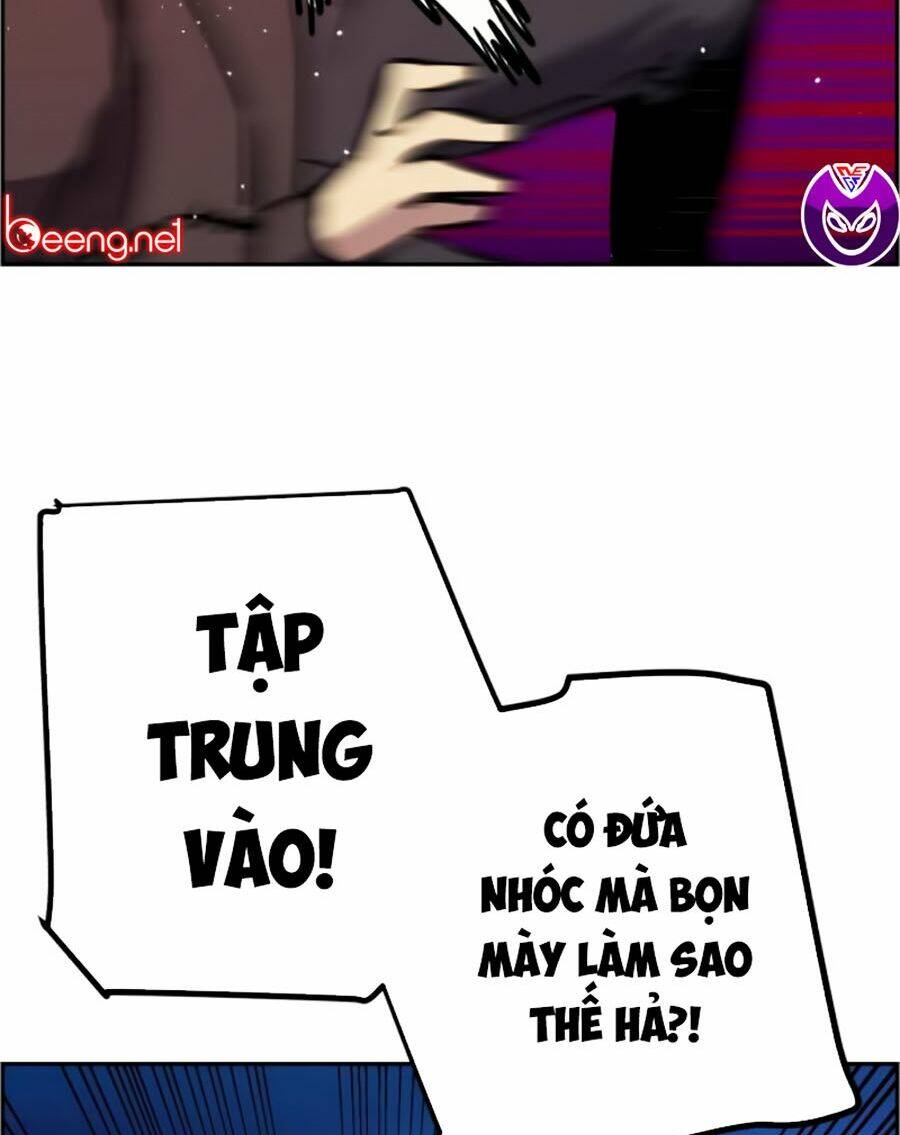 beeng.net
TẬP
TRUNG
VÀO!
CÓ ĐỨA
NHÓC MÀ BỌN
MÀY LÀM SAO
THẾ HẢ?!